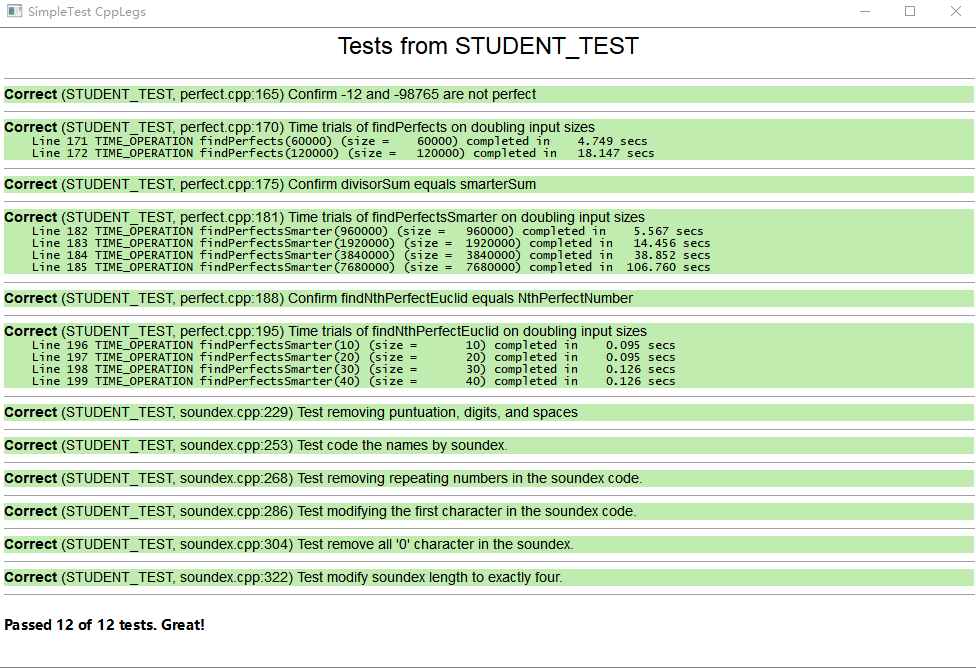 SimpleTest CppLegs
Tests from STUDENT_TEST
Correct (STUDENT_TEST, perfect.cpp:165) Confirm -12 and -98765 are not perfect
Correct (STUDENT_TEST, perfect.cpp:170) Time trials of findPerfects on doubling input sizes
Line 171 TIME_OPERATION findPerfects(60000) (size =    60000) completed in    4.749 secs
Line 172 TIME_OPERATION findPerfects(120000) (size =   120000) completed in   18.147 secs
Correct (STUDENT_TEST, perfect.cpp:175) Confirm divisorSum equals smarterSum
Correct (STUDENT_TEST, perfect.cpp:181) Time trials of findPerfectsSmarter on doubling input sizes
Line 182 TIME_OPERATION findPerfectsSmarter(960000) (size =   960000) completed in    5.567 secs
Line 183 TIME_OPERATION findPerfectsSmarter(1920000) (size =  1920000) completed in   14.456 secs
Line 184 TIME_OPERATION findPerfectsSmarter(3840000) (size =  3840000) completed in   38.852 secs
Line 185 TIME_OPERATION findPerfectsSmarter(7680000) (size =  7680000) completed in  106.760 secs
Correct (STUDENT_TEST, perfect.cpp:188) Confirm findNthPerfectEuclid equals NthPerfectNumber
Correct (STUDENT_TEST, perfect.cpp:195) Time trials of findNthPerfectEuclid on doubling input sizes
Line 196 TIME_OPERATION findPerfectsSmarter(10) (size =       10) completed in    0.095 secs
Line 197 TIME_OPERATION findPerfectsSmarter(20) (size =       20) completed in    0.095 secs
Line 198 TIME_OPERATION findPerfectsSmarter(30) (size =       30) completed in    0.126 secs
Line 199 TIME_OPERATION findPerfectsSmarter(40) (size =       40) completed in    0.126 secs
Correct (STUDENT_TEST, soundex.cpp:229) Test removing puntuation, digits, and spaces
Correct (STUDENT_TEST, soundex.cpp:253) Test code the names by soundex.
Correct (STUDENT_TEST, soundex.cpp:268) Test removing repeating numbers in the soundex code.
Correct (STUDENT_TEST, soundex.cpp:286) Test modifying the first character in the soundex code.
Correct (STUDENT_TEST, soundex.cpp:304) Test remove all '0' character in the soundex.
Correct (STUDENT_TEST, soundex.cpp:322) Test modify soundex length to exactly four.
Passed 12 of 12 tests. Great!